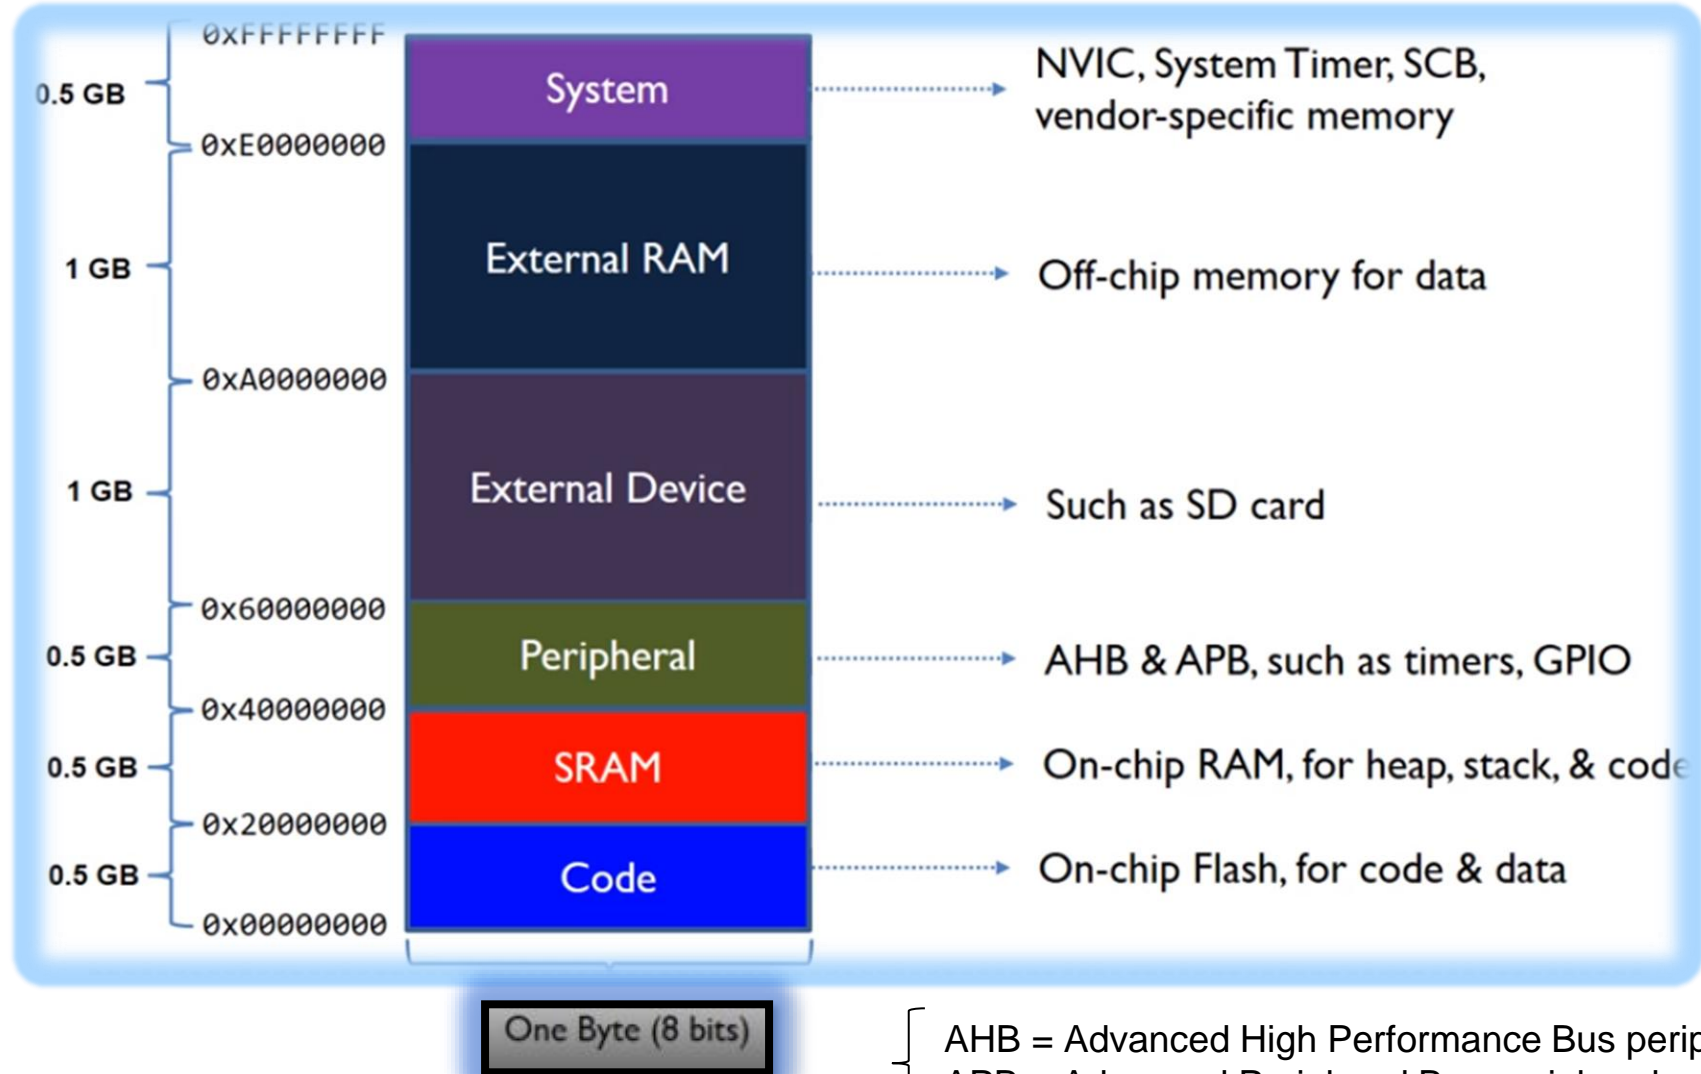 0xFFFFFFFF
System
NVIC, System Timer, SCB,
vendor-specific memory
0.5 GB
0xE0000000
External RAM
Off-chip memory for data
1 GB
0xA0000000
External Device
Such as SD card
1 GB
0x60000000
Peripheral
AHB & APB, such as timers, GPIO
0.5 GB
0x40000000
SRAM
On-chip RAM, for heap, stack, & code
0.5 GB
0x20000000
Code
On-chip Flash, for code & data
0.5 GB
0x00000000
One Byte (8 bits)
AHB = Advanced High Performance Bus